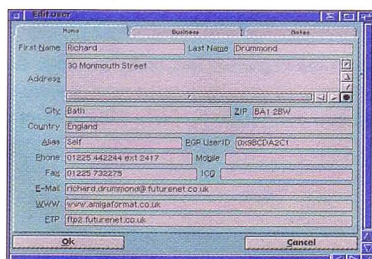 Edit User
Home Business Notes
First Name Richard Last Name Drummond
Address 30 Monmouth Street
City Bath ZIP BA1 2BW
Country England
Alias Self PGP UserID 0x9BCDA2C1
Phone 01225 442244 ext 2417 Mobile
Fax 01225 732275 ICQ
E-Mail richard.drummond@futurenet.co.uk
WWW www.amigaformat.co.uk
FTP ftp2.futurenet.co.uk
Ok Cancel